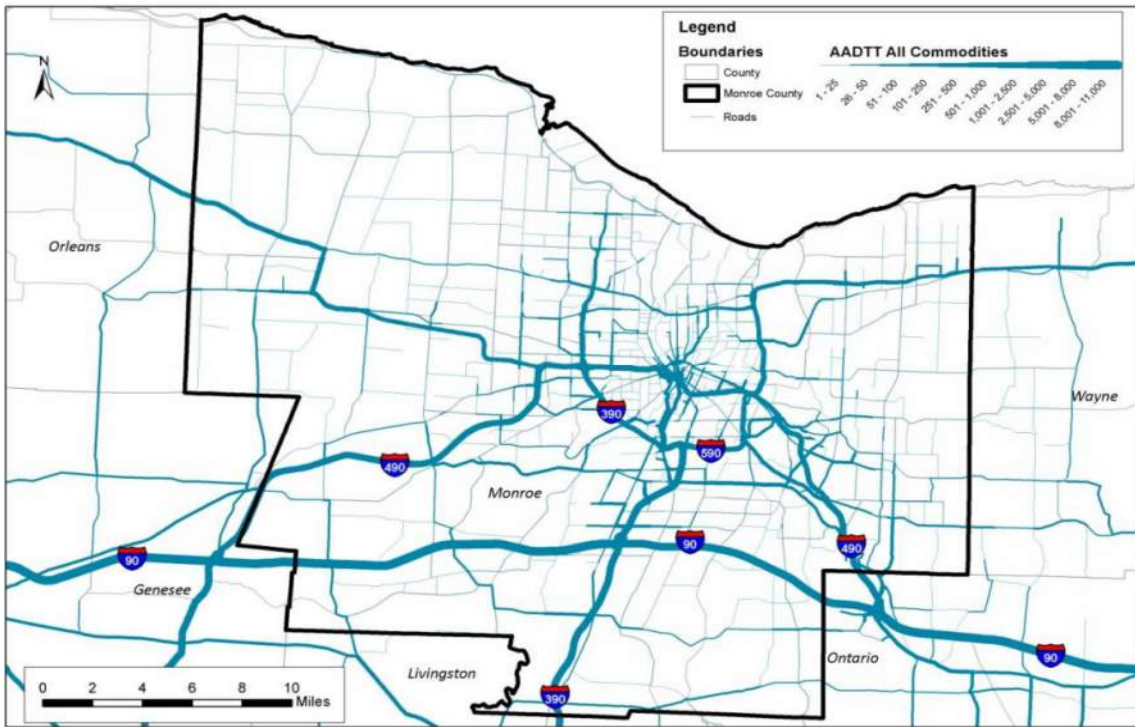 Legend
Boundaries
County
Monroe County
Roads
AADTT All Commodities
1 - 25
26 - 50
51 - 100
101 - 250
251 - 500
501 - 1,000
1,001 - 2,500
2,501 - 5,000
5,001 - 8,000
8,001 - 11,000
N
Orleans
Wayne
390
490
590
Monroe
90
90
490
Genesee
Livingston
Ontario
90
390
0 2 4 6 8 10
Miles